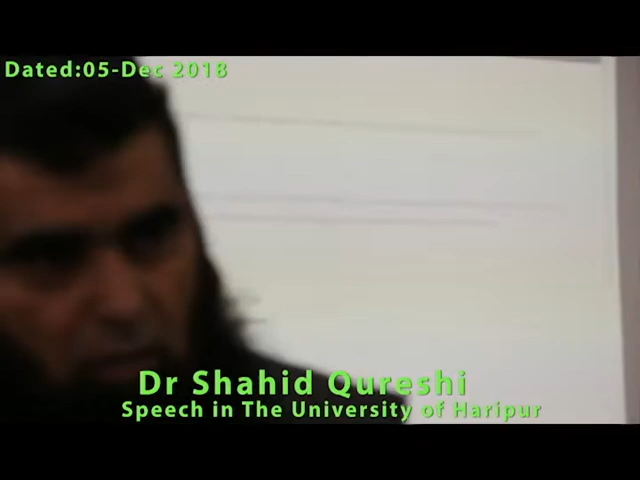 Dated:05-Dec 2018
Dr Shahid Qureshi
Speech in The University of Haripur